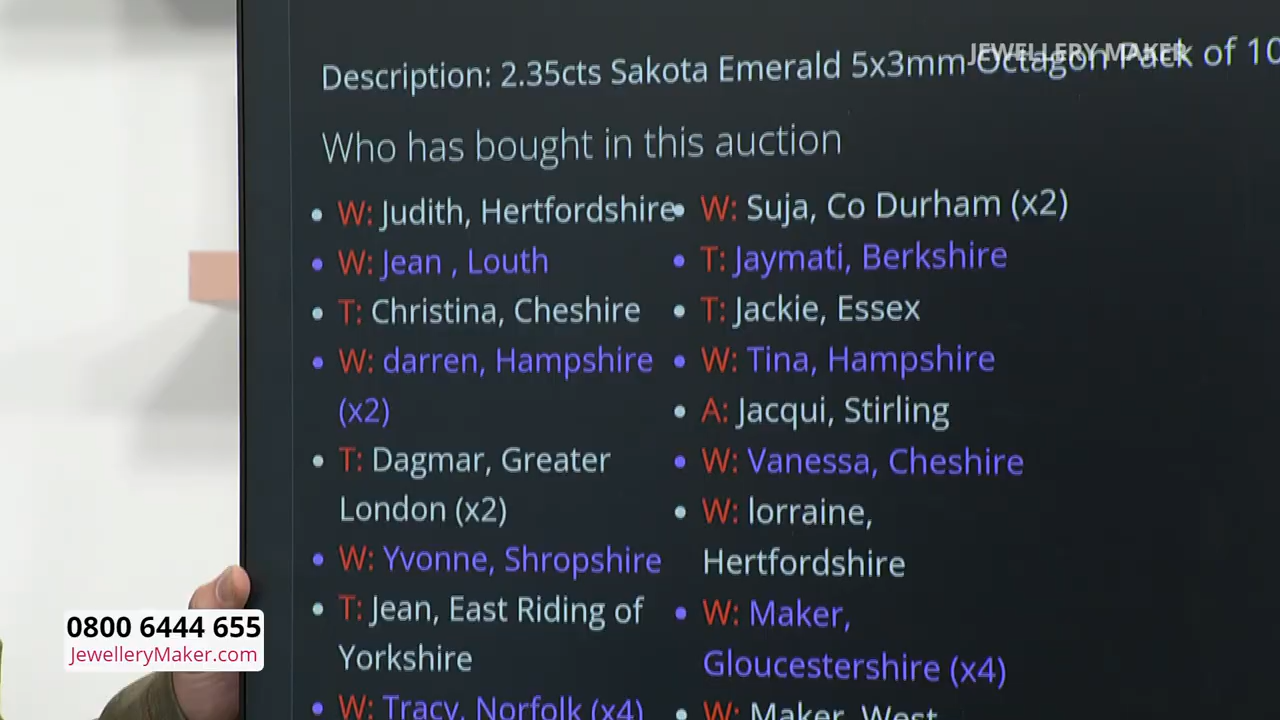 JEWELLERY MAKER
Description: 2.35cts Sakota Emerald 5x3mm Octagon Pack of 10
Who has bought in this auction
W: Judith, Hertfordshire
W: Jean , Louth
T: Christina, Cheshire
W: darren, Hampshire
(x2)
T: Dagmar, Greater
London (x2)
W: Yvonne, Shropshire
T: Jean, East Riding of
Yorkshire
W: Tracy, Norfolk (x4)
W: Suja, Co Durham (x2)
T: Jaymati, Berkshire
T: Jackie, Essex
W: Tina, Hampshire
A: Jacqui, Stirling
W: Vanessa, Cheshire
W: lorraine,
Hertfordshire
W: Maker,
Gloucestershire (x4)
W: Maker, West
0800 6444 655
JewelleryMaker.com